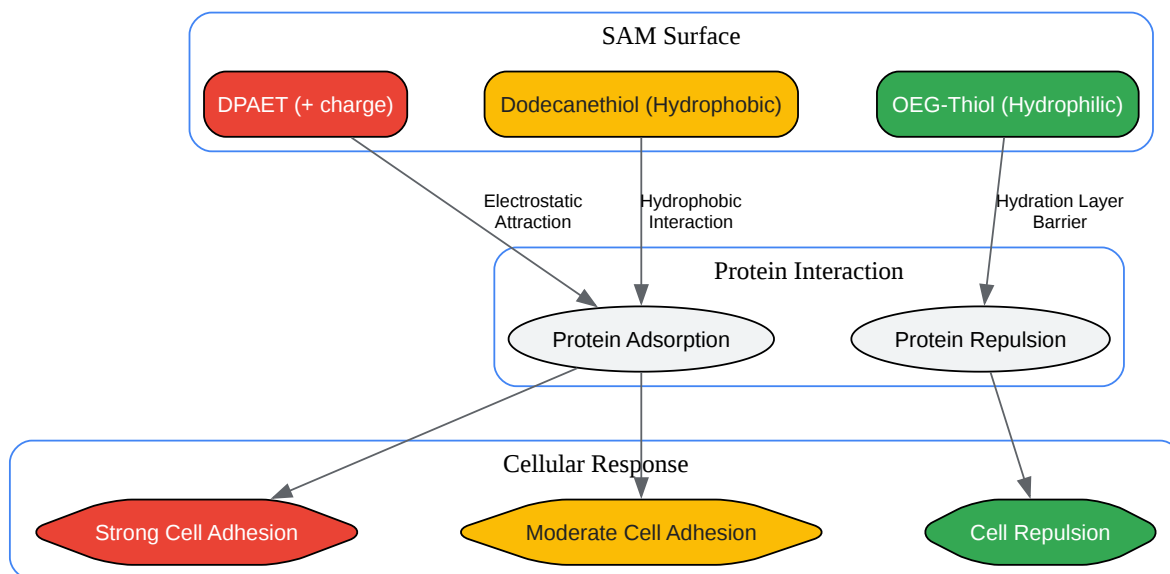 SAM Surface
DPAET (+ charge)
Dodecanethiol (Hydrophobic)
OEG-Thiol (Hydrophilic)
Electrostatic
Attraction
Hydrophobic
Interaction
Hydration Layer
Barrier
Protein Interaction
Protein Adsorption
Protein Repulsion
Cellular Response
Strong Cell Adhesion
Moderate Cell Adhesion
Cell Repulsion